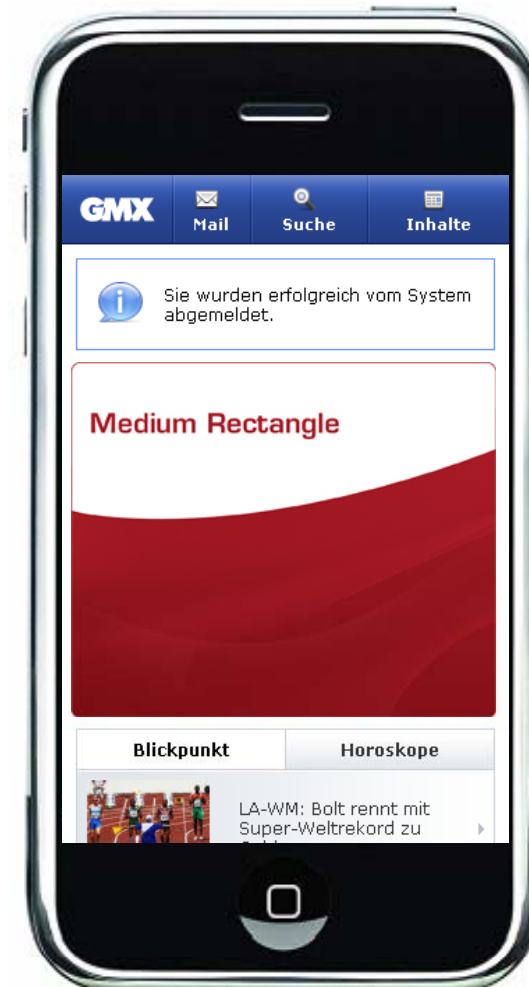 GMX
Mail
Suche
Inhalte
Sie wurden erfolgreich vom System
abgemeldet.
Medium Rectangle
Blickpunkt
Horoskope
LA-WM: Bolt rennt mit
Super-Weltrekord zu